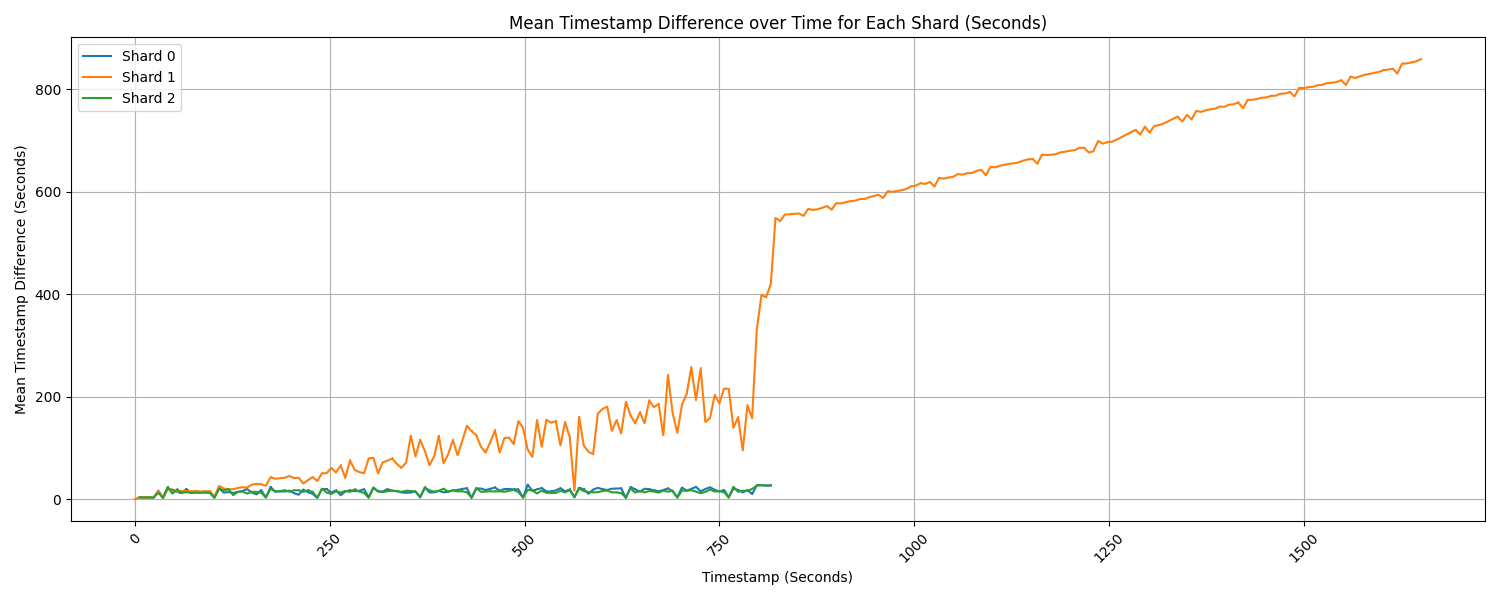 Mean Timestamp Difference over Time for Each Shard (Seconds)
Shard 0
Shard 1
Shard 2
Mean Timestamp Difference (Seconds)
800
600
400
200
0
0
250
500
750
1000
1250
1500
Timestamp (Seconds)